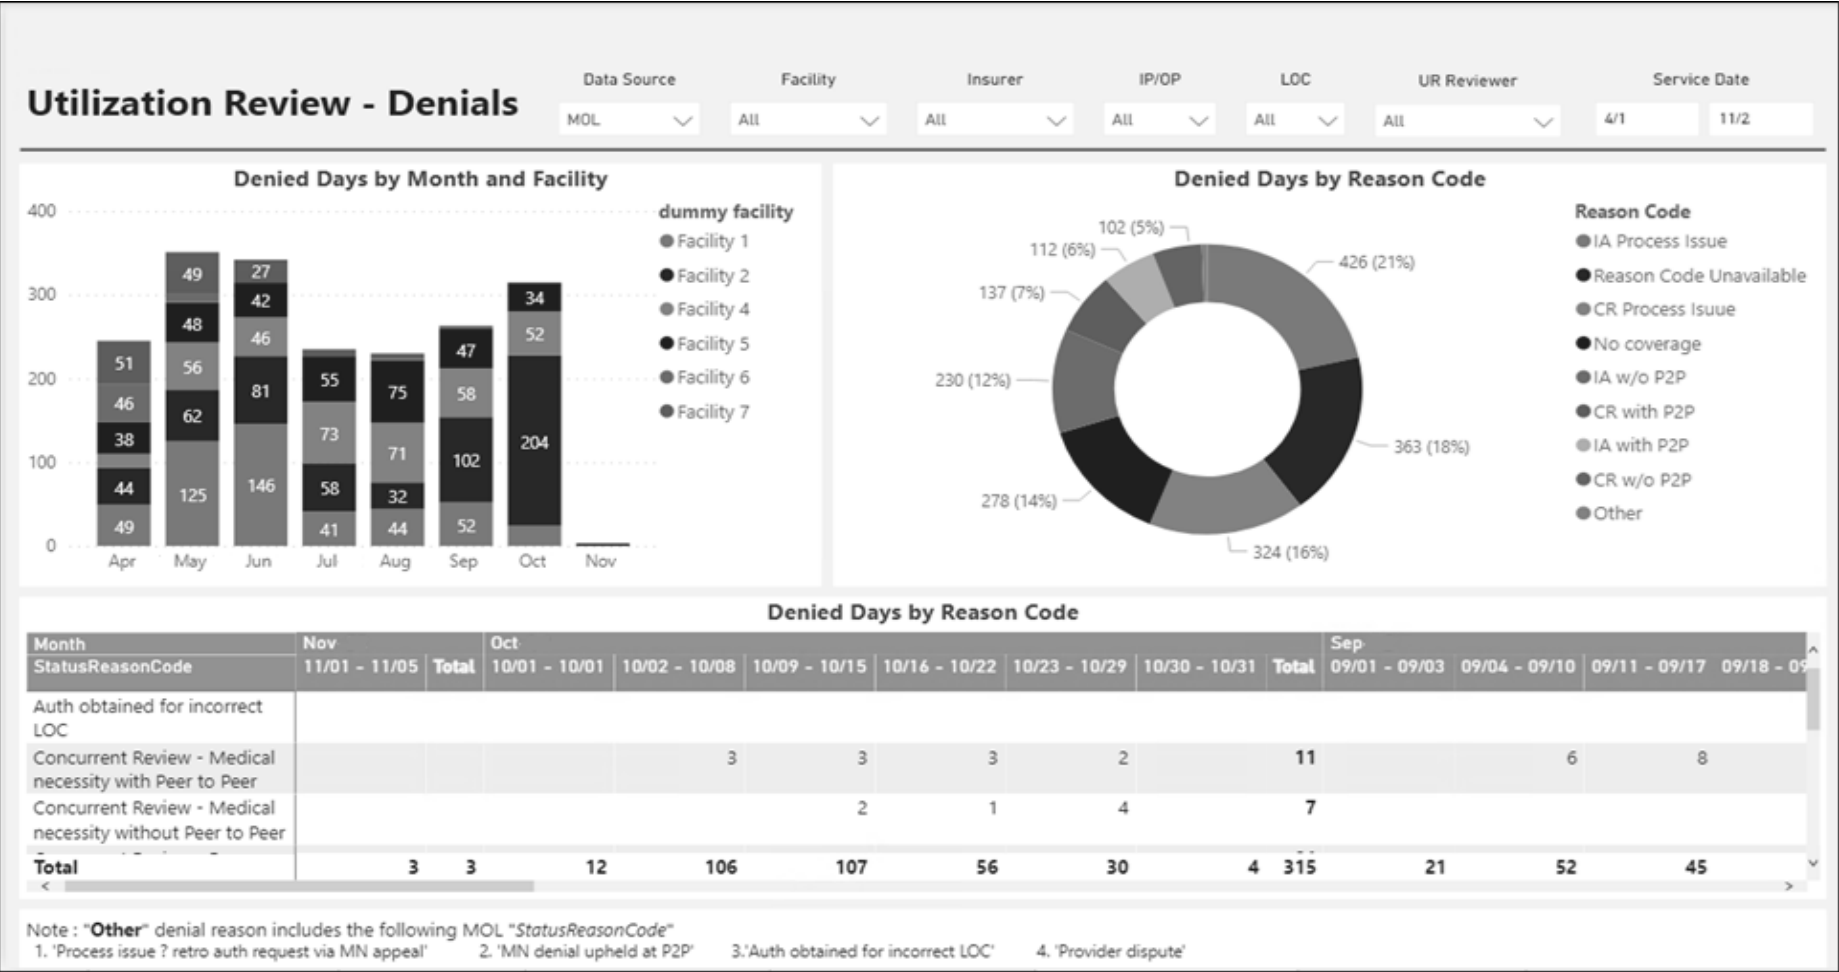 Data Source
Facility
Insurer
IP/OP
LOC
UR Reviewer
Service Date
Utilization Review - Denials
MOL
All
All
All
All
All
4/1
11/2
Denied Days by Month and Facility
400
300
200
100
0
51
46
38
44
49
49
48
56
62
125
27
42
46
81
146
55
73
58
41
75
71
32
44
47
58
102
52
34
52
204
Apr
May
Jun
Jul
Aug
Sep
Oct
Nov
dummy facility
Facility 1
Facility 2
Facility 4
Facility 5
Facility 6
Facility 7
Denied Days by Reason Code
102 (5%)
112 (6%)
137 (7%)
230 (12%)
278 (14%)
324 (16%)
363 (18%)
426 (21%)
Reason Code
IA Process Issue
Reason Code Unavailable
CR Process Isuue
No coverage
IA w/o P2P
CR with P2P
IA with P2P
CR w/o P2P
Other
Denied Days by Reason Code
Month Nov Oct Sep
StatusReasonCode 11/01 - 11/05 Total 10/01 - 10/01 10/02 - 10/08 10/09 - 10/15 10/16 - 10/22 10/23 - 10/29 10/30 - 10/31 Total 09/01 - 09/03 09/04 - 09/10 09/11 - 09/17 09/18 - 09
Auth obtained for incorrect
LOC
Concurrent Review - Medical 3 3 3 2 11 6 8
necessity with Peer to Peer
Concurrent Review - Medical 2 1 4 7
necessity without Peer to Peer
Total 3 3 12 106 107 56 30 4 315 21 52 45
Note : "Other" denial reason includes the following MOL "StatusReasonCode"
1. 'Process issue ? retro auth request via MN appeal' 2. 'MN denial upheld at P2P' 3.'Auth obtained for incorrect LOC' 4. 'Provider dispute'